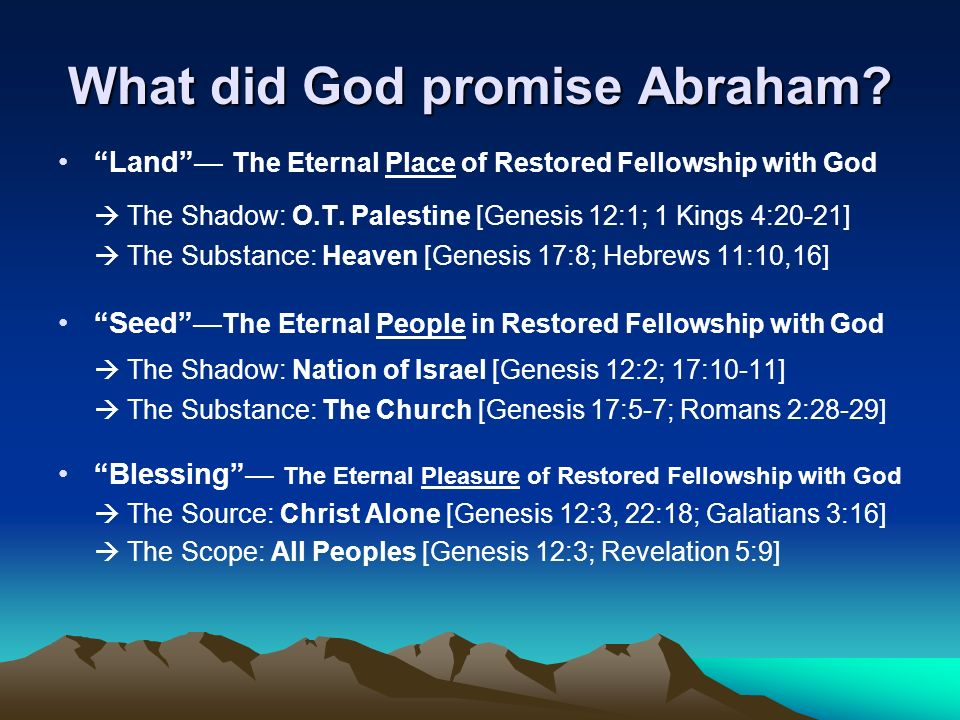 What did God promise Abraham?
• “Land”— The Eternal Place of Restored Fellowship with God
→ The Shadow: O.T. Palestine [Genesis 12:1; 1 Kings 4:20-21]
→ The Substance: Heaven [Genesis 17:8; Hebrews 11:10,16]
• “Seed”—The Eternal People in Restored Fellowship with God
→ The Shadow: Nation of Israel [Genesis 12:2; 17:10-11]
→ The Substance: The Church [Genesis 17:5-7; Romans 2:28-29]
• “Blessing”— The Eternal Pleasure of Restored Fellowship with God
→ The Source: Christ Alone [Genesis 12:3, 22:18; Galatians 3:16]
→ The Scope: All Peoples [Genesis 12:3; Revelation 5:9]